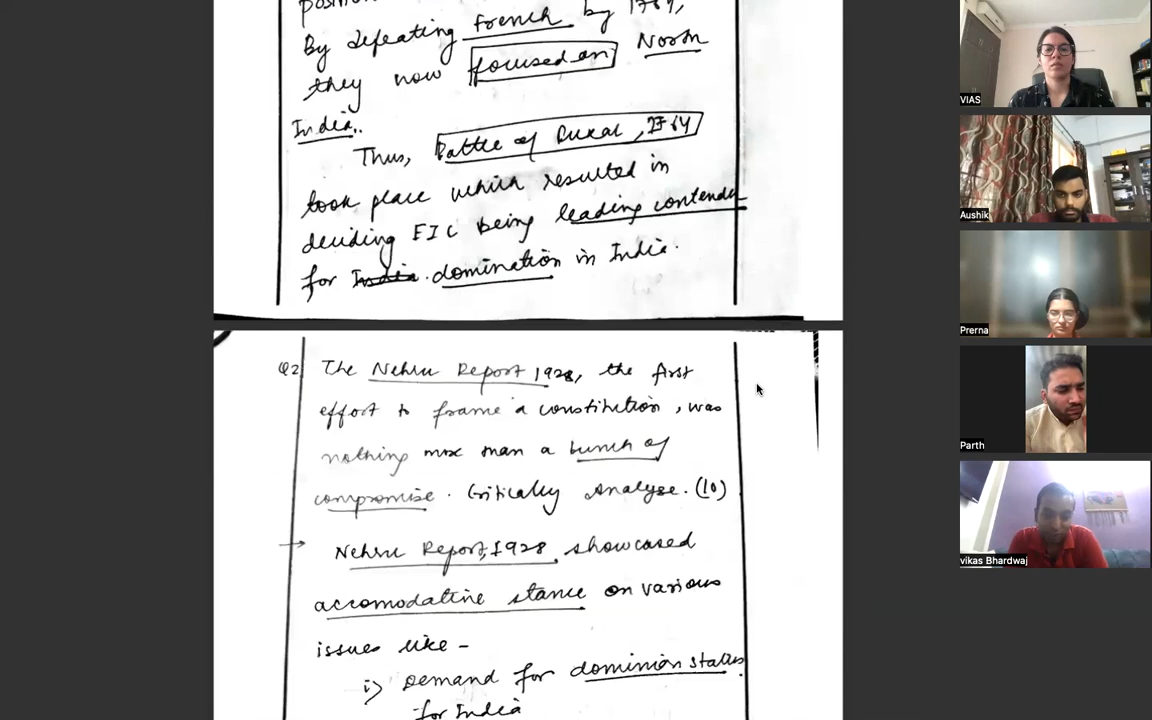 By defeating French by 1764,
they now focused on North
India.
Thus, Battle of Buxar, 1764
took place which resulted in
deciding EIC being leading contender
for India domination in India.
Q2 The Nehru Report 1928, the first
effort to frame a constitution, was
nothing more than a bunch of
compromise. Critically Analyse. (10)
→ Nehru Report, 1928, showcased
accomodative stance on various
issues like -
i) Demand for dominion status
for India
VIAS
Aushik
Prerna
Parth
vikas Bhardwaj